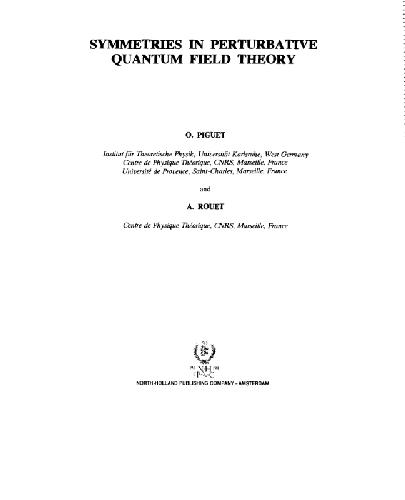 SYMMETRIES IN PERTURBATIVE
QUANTUM FIELD THEORY
O. PIGUET
Institut für Theoretische Physik, Universität Karlsruhe, West Germany
Centre de Physique Théorique, CNRS, Marseille, France
Université de Provence, Saint-Charles, Marseille, France
and
A. ROUET
Centre de Physique Théorique, CNRS, Marseille, France
NORTH-HOLLAND PUBLISHING COMPANY - AMSTERDAM